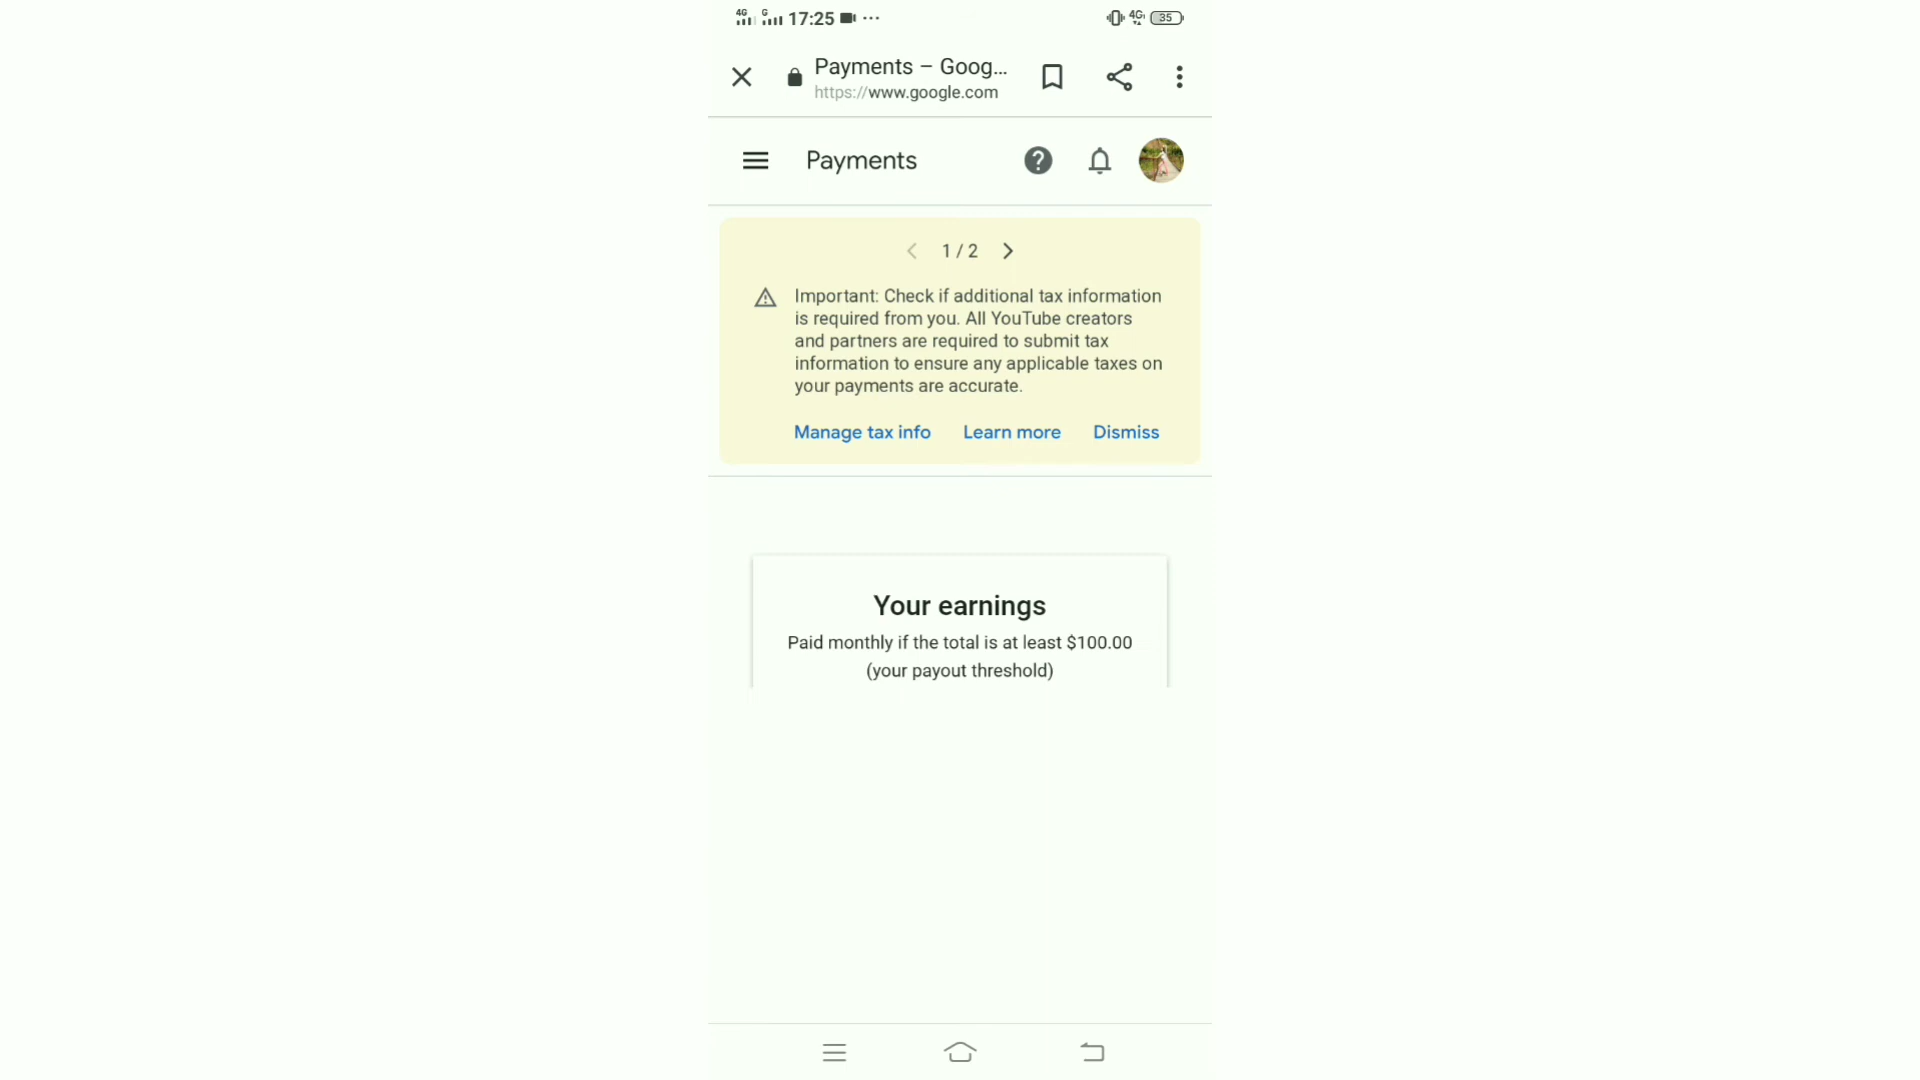 4G G 17:25 ... 4G 35
Payments – Goog...
https://www.google.com
Payments
1 / 2
Important: Check if additional tax information
is required from you. All YouTube creators
and partners are required to submit tax
information to ensure any applicable taxes on
your payments are accurate.
Manage tax info Learn more Dismiss
Your earnings
Paid monthly if the total is at least $100.00
(your payout threshold)